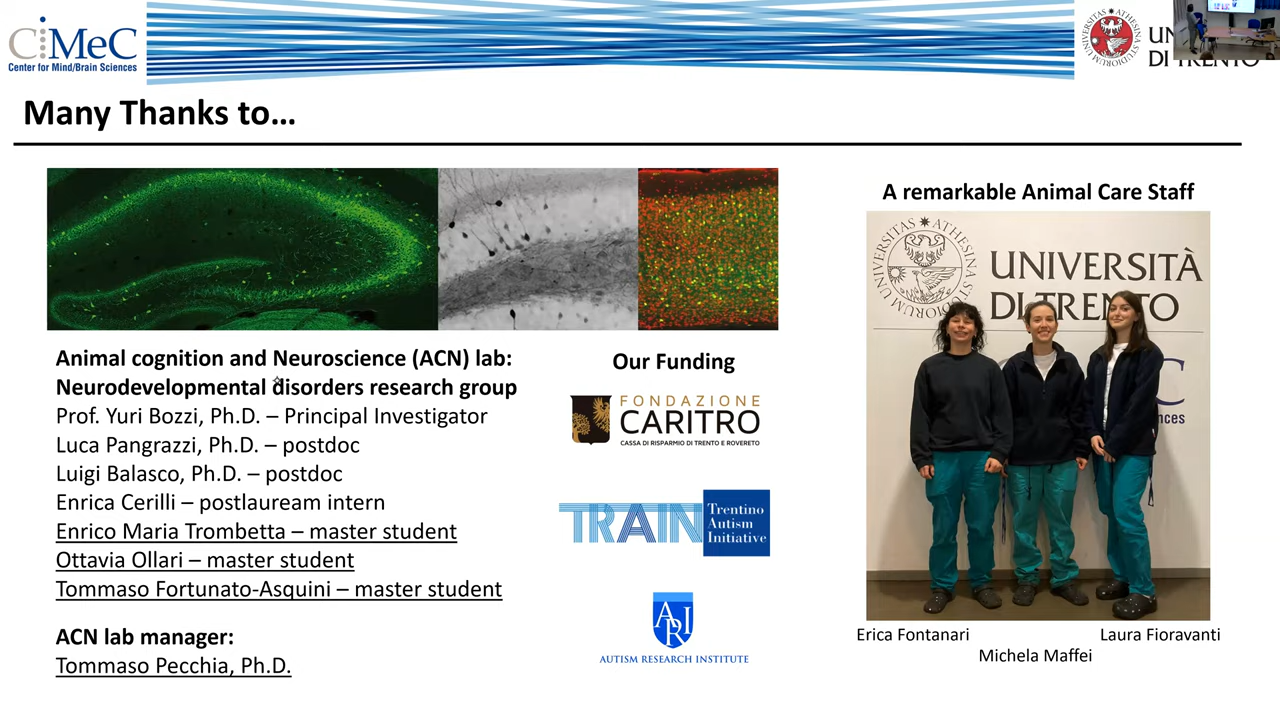 CiMeC
Center for Mind/Brain Sciences
UN
DI TRENTO
Many Thanks to…
A remarkable Animal Care Staff
UNIVERSITÀ
DI TRENTO
C
ences
Erica Fontanari
Laura Fioravanti
Michela Maffei
Animal cognition and Neuroscience (ACN) lab:
Neurodevelopmental disorders research group
Prof. Yuri Bozzi, Ph.D. – Principal Investigator
Luca Pangrazzi, Ph.D. – postdoc
Luigi Balasco, Ph.D. – postdoc
Enrica Cerilli – postlauream intern
Enrico Maria Trombetta – master student
Ottavia Ollari – master student
Tommaso Fortunato-Asquini – master student
ACN lab manager:
Tommaso Pecchia, Ph.D.
Our Funding
FONDAZIONE
CARITRO
CASSA DI RISPARMIO DI TRENTO E ROVERETO
TRAIN
Trentino
Autism
Initiative
ARI
AUTISM RESEARCH INSTITUTE